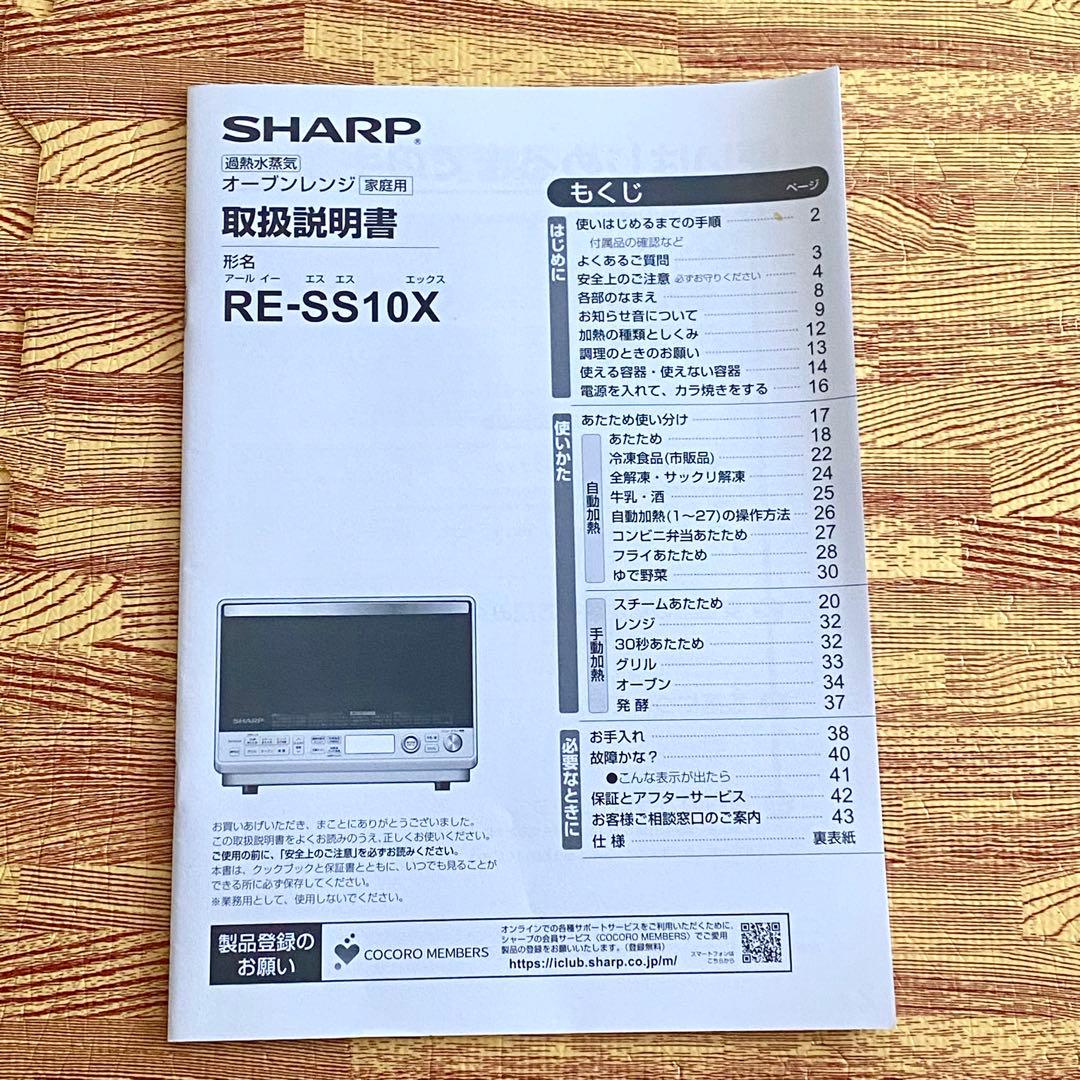 SHARP®
過熱水蒸気
オーブンレンジ 家庭用
取扱説明書
形名
アール イー エス エス エックス
RE-SS10X
SHARP
お買いあげいただき、まことにありがとうございました。
この取扱説明書をよくお読みのうえ、正しくお使いください。
ご使用の前に、「安全上のご注意」を必ずお読みください。
本書は、クックブックと保証書とともに、いつでも見ることが
できる所に必ず保存してください。
※業務用として、使用しないでください。
もくじ ページ
はじめに
使いはじめるまでの手順 2
付属品の確認など
よくあるご質問 3
安全上のご注意 必ずお守りください 4
各部のなまえ 8
お知らせ音について 9
加熱の種類としくみ 12
調理のときのお願い 13
使える容器・使えない容器 14
電源を入れて、カラ焼きをする 16
使いかた
あたため使い分け 17
自動加熱
あたため 18
冷凍食品(市販品) 22
全解凍・サックリ解凍 24
牛乳・酒 25
自動加熱(1〜27)の操作方法 26
コンビニ弁当あたため 27
フライあたため 28
ゆで野菜 30
手動加熱
スチームあたため 20
レンジ 32
30秒あたため 32
グリル 33
オーブン 34
発酵 37
必要なときに
お手入れ 38
故障かな? 40
●こんな表示が出たら 41
保証とアフターサービス 42
お客様ご相談窓口のご案内 43
仕様 裏表紙
製品登録の
お願い
COCORO MEMBERS
オンラインでの各種サポートサービスをご利用いただくために、
シャープの会員サービス〈COCORO MEMBERS〉でご愛用
製品の登録をお願いいたします。(登録無料)
https://iclub.sharp.co.jp/m/
スマートフォンは
こちらから